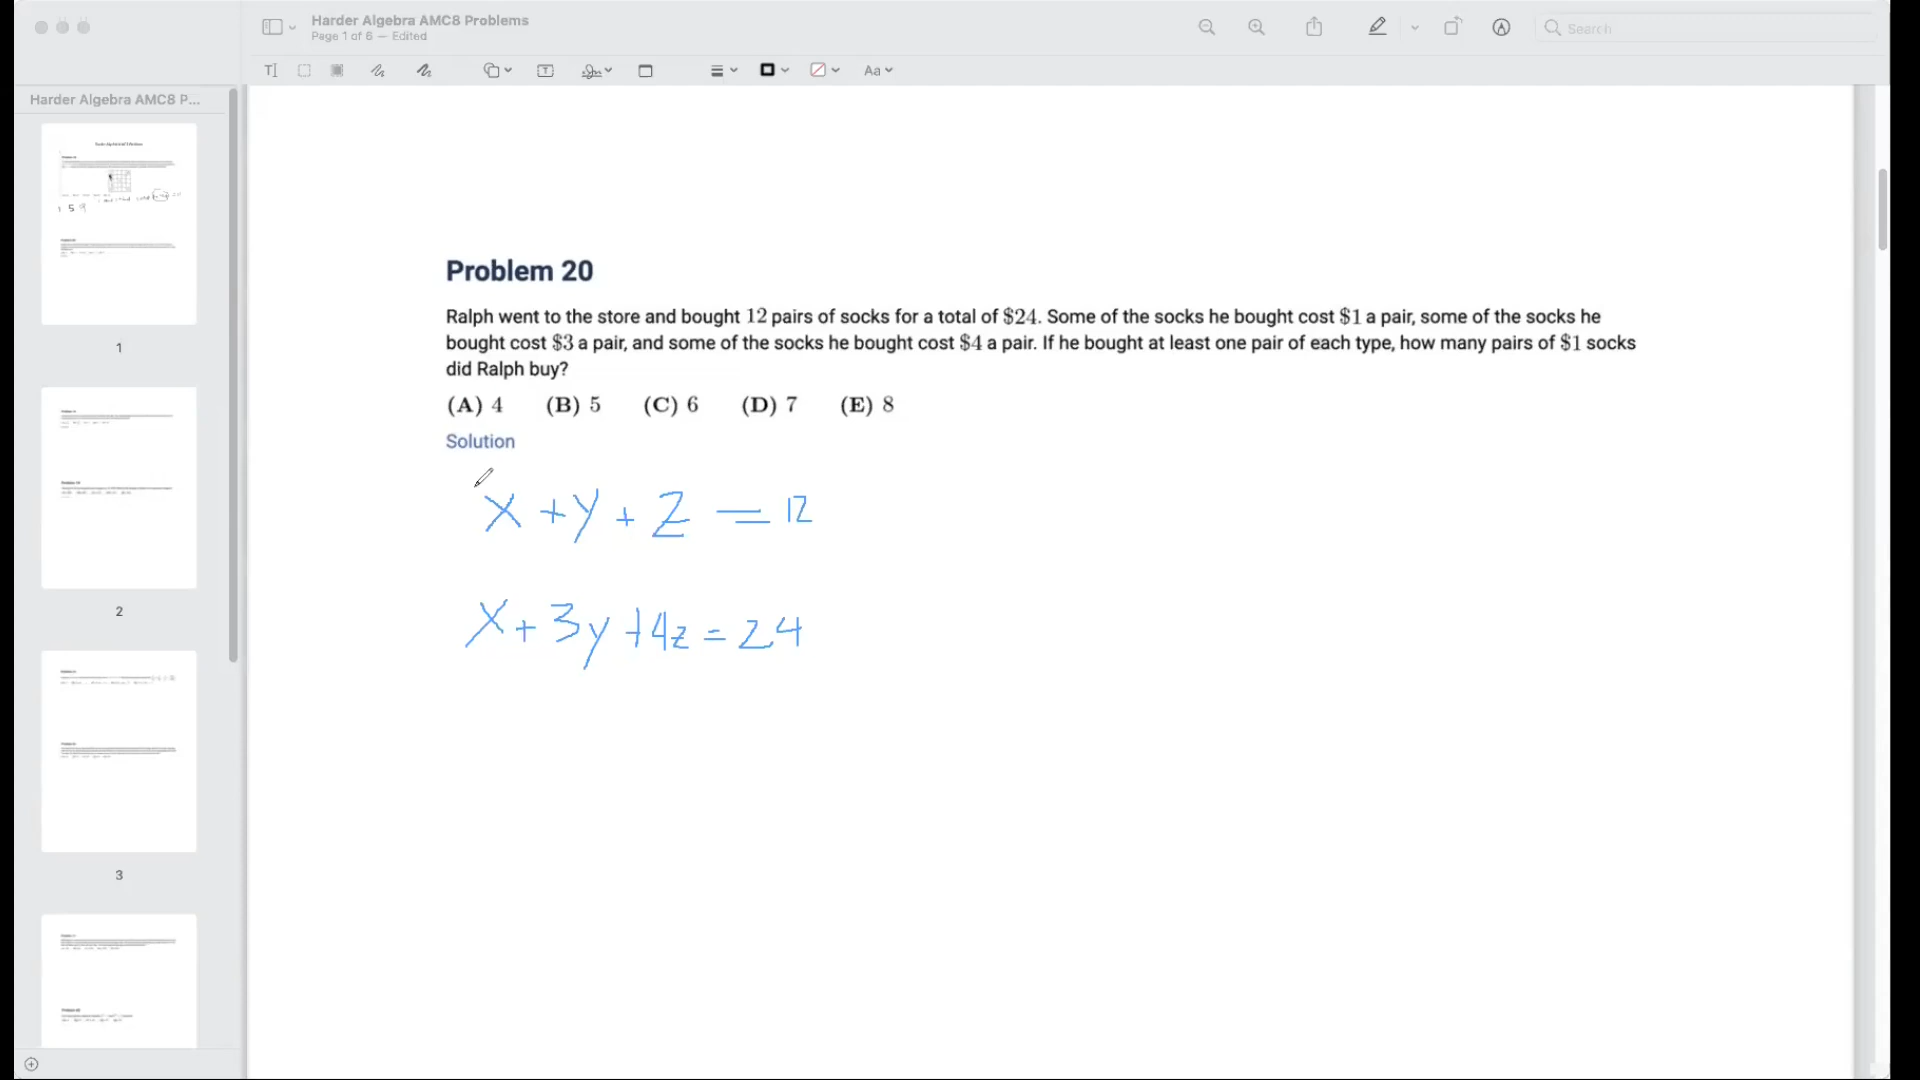 Harder Algebra AMC8 Problems
Page 1 of 6 — Edited
Search
Aa
Harder Algebra AMC8 P...
1
2
3
Problem 20
Ralph went to the store and bought 12 pairs of socks for a total of $24. Some of the socks he bought cost $1 a pair, some of the socks he
bought cost $3 a pair, and some of the socks he bought cost $4 a pair. If he bought at least one pair of each type, how many pairs of $1 socks
did Ralph buy?
(A) 4 (B) 5 (C) 6 (D) 7 (E) 8
Solution
x + y + z = 12
x + 3y + 4z = 24